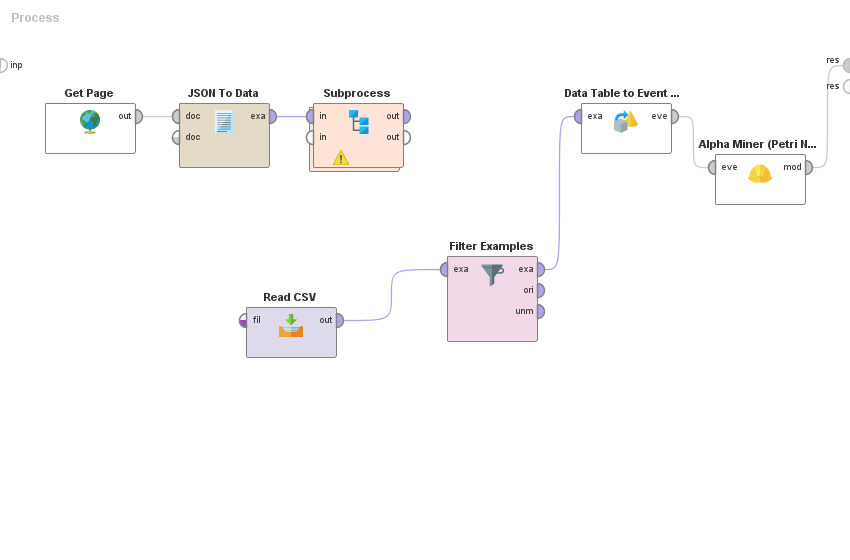 Process
inp
res
res
Get Page
out
JSON To Data
doc
exa
doc
Subprocess
in
out
in
out
Data Table to Event ...
exa
eve
Alpha Miner (Petri N...
eve
mod
Filter Examples
exa
exa
ori
unm
Read CSV
fil
out